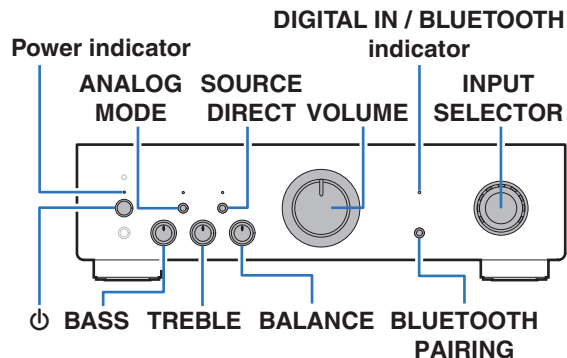 DIGITAL IN / BLUETOOTH
indicator
Power indicator
ANALOG
MODE
SOURCE
DIRECT
VOLUME
INPUT
SELECTOR
⏻
BASS
TREBLE
BALANCE
BLUETOOTH
PAIRING